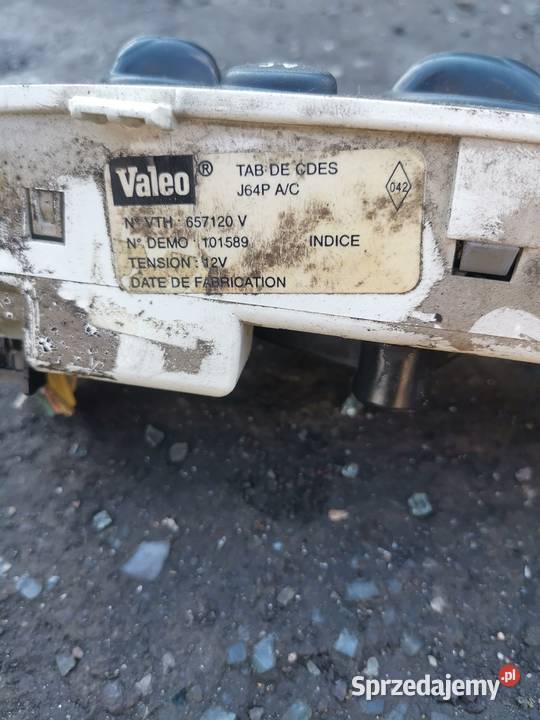 Valeo ® TAB DE CDES
J64P A/C
042
N° VTH : 657120 V
N° DEMO : 101589 INDICE
TENSION : 12V
DATE DE FABRICATION
Sprzedajemy.pl